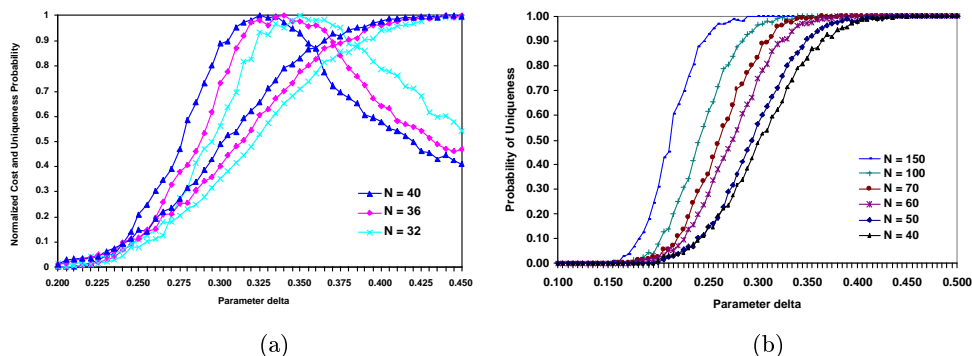 Normalized Cost and Uniqueness Probability
1
0.9
0.8
0.7
0.6
0.5
0.4
0.3
0.2
0.1
0
0.200 0.225 0.250 0.275 0.300 0.325 0.350 0.375 0.400 0.425 0.450
Parameter delta
N = 40
N = 36
N = 32
(a)
Probability of Uniqueness
1.00
0.90
0.80
0.70
0.60
0.50
0.40
0.30
0.20
0.10
0.00
0.100 0.150 0.200 0.250 0.300 0.350 0.400 0.450 0.500
Parameter delta
N = 150
N = 100
N = 70
N = 60
N = 50
N = 40
(b)